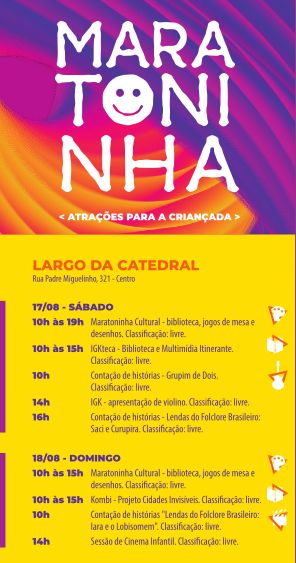 MARA
TONI
NHA
< ATRAÇÕES PARA A CRIANÇADA >
LARGO DA CATEDRAL
Rua Padre Miguelinho, 321 - Centro
17/08 - SÁBADO
10h às 19h Maratoninha Cultural - biblioteca, jogos de mesa e
desenhos. Classificação: livre.
10h às 15h IGKteca - Biblioteca e Multimidia Itinerante.
Classificação: livre.
10h Contação de histórias - Grupim de Dois.
Classificação: livre.
14h IGK - apresentação de violino. Classificação: livre.
16h Contação de histórias - Lendas do Folclore Brasileiro:
Saci e Curupira. Classificação: livre.
18/08 - DOMINGO
10h às 19h Maratoninha Cultural - biblioteca, jogos de mesa e
desenhos. Classificação: livre.
10h às 15h Kombi - Projeto Cidades Invisíveis. Classificação: livre.
10h Contação de histórias "Lendas do Folclore Brasileiro:
Iara e o Lobisomem". Classificação: livre.
14h Sessão de Cinema Infantil. Classificação: livre.